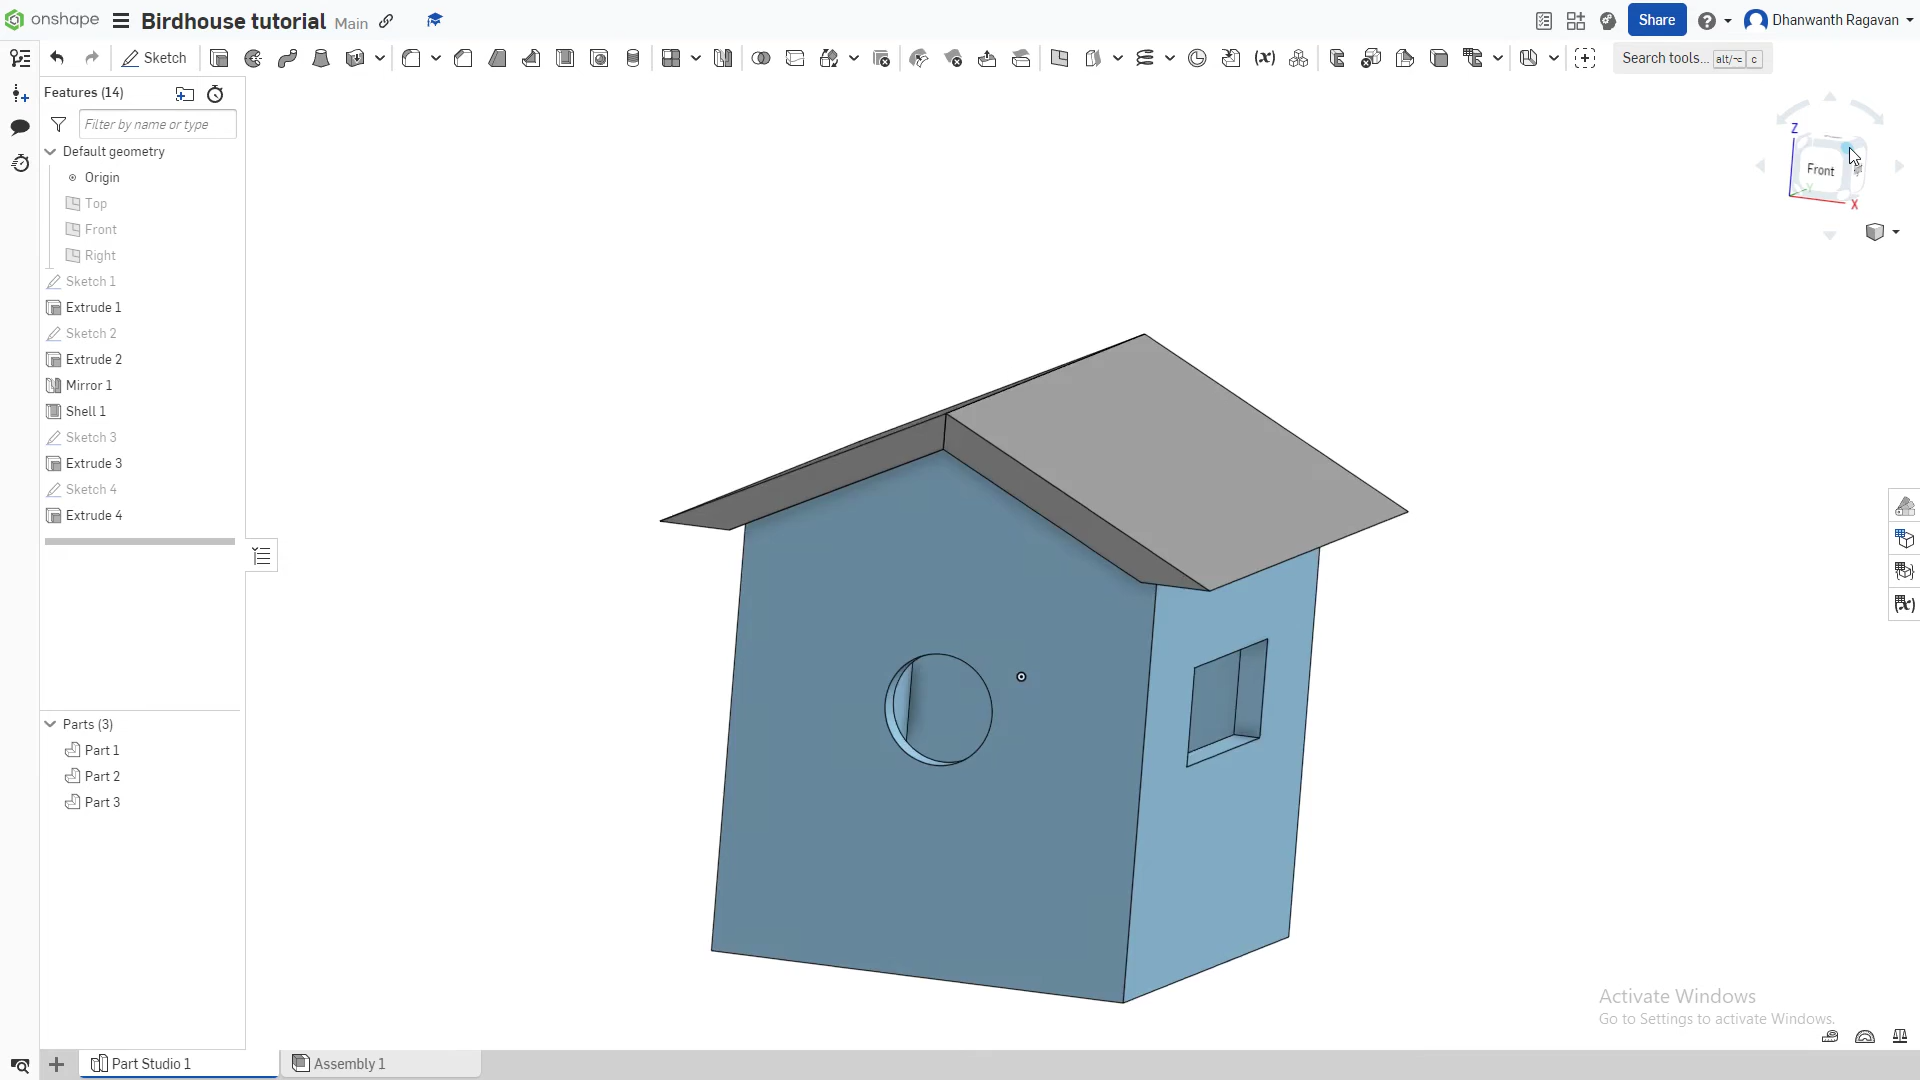 onshape Birdhouse tutorial Main Share Dhanwanth Ragavan
Sketch Search tools... alt/⌥ c
Features (14)
Filter by name or type
Default geometry
Origin
Top
Front
Right
Sketch 1
Extrude 1
Sketch 2
Extrude 2
Mirror 1
Shell 1
Sketch 3
Extrude 3
Sketch 4
Extrude 4
Parts (3)
Part 1
Part 2
Part 3
Z
Front
Y
X
Activate Windows
Go to Settings to activate Windows.
Part Studio 1 Assembly 1